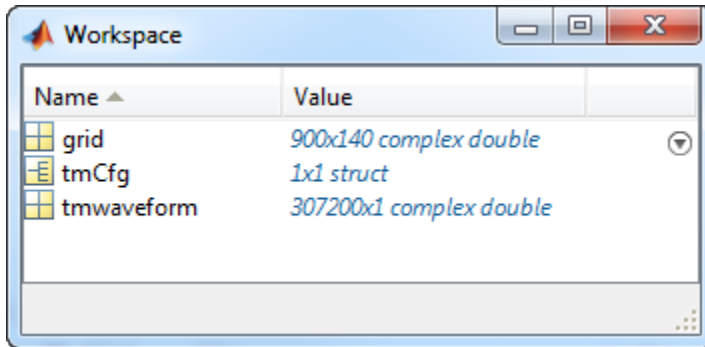 Workspace
Name Value
grid 900x140 complex double
tmCfg 1x1 struct
tmwaveform 307200x1 complex double